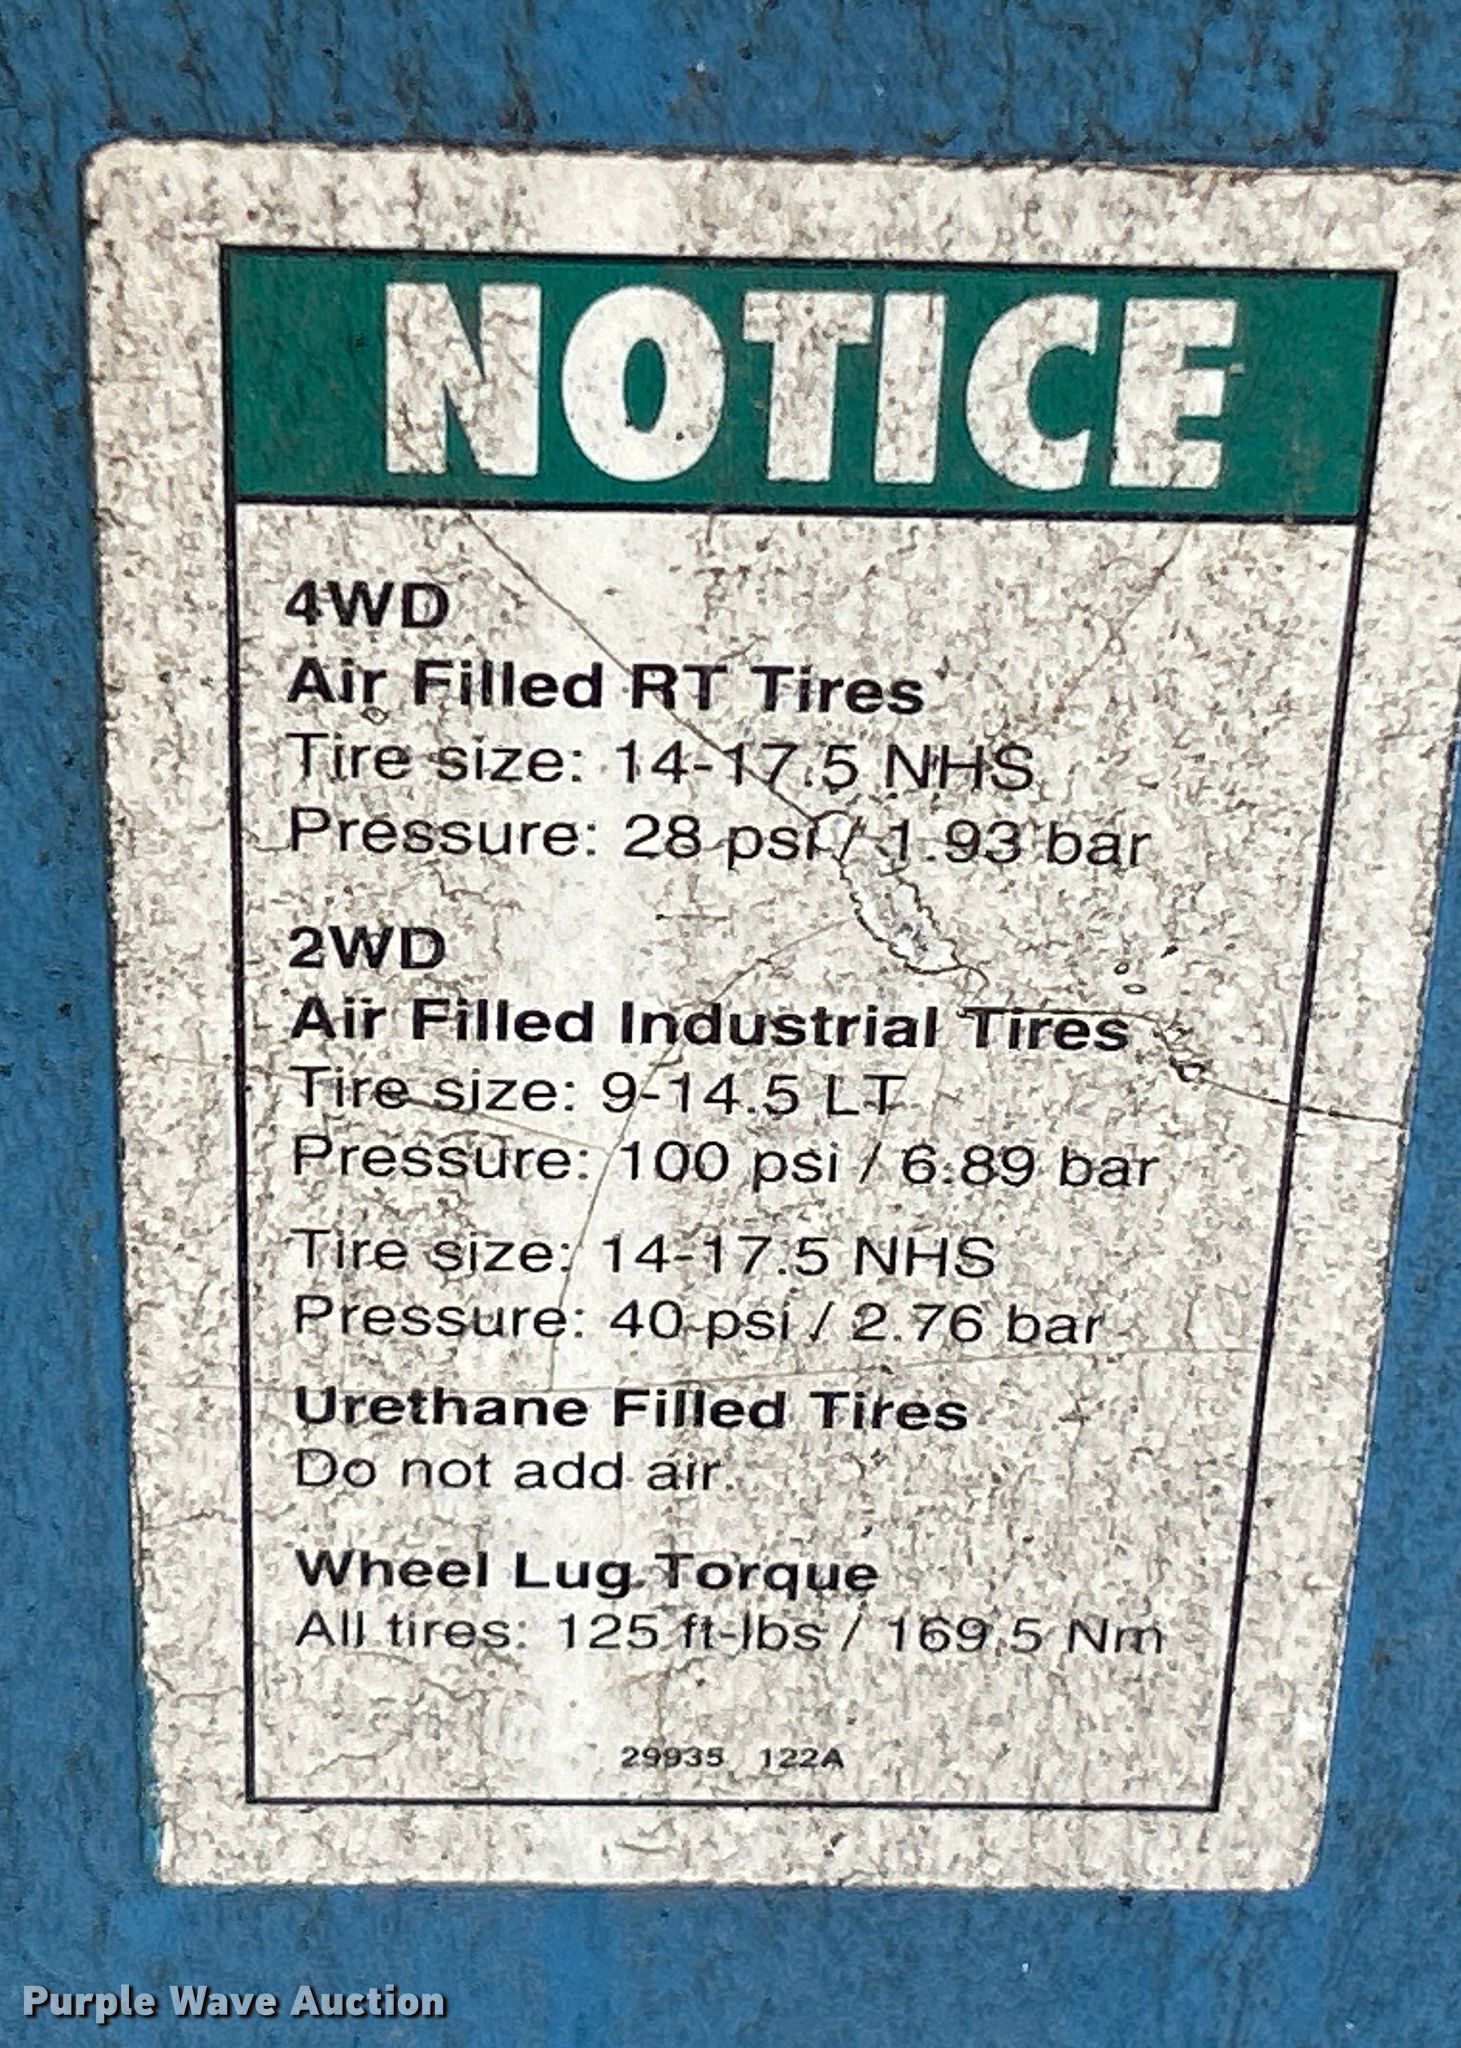 NOTICE
4WD
Air Filled RT Tires
Tire size: 14-17.5 NHS
Pressure: 28 psi / 1.93 bar
2WD
Air Filled Industrial Tires
Tire size: 9-14.5 LT
Pressure: 100 psi / 6.89 bar
Tire size: 14-17.5 NHS
Pressure: 40 psi / 2.76 bar
Urethane Filled Tires
Do not add air.
Wheel Lug Torque
All tires: 125 ft-lbs / 169.5 Nm
29935 122A
Purple Wave Auction